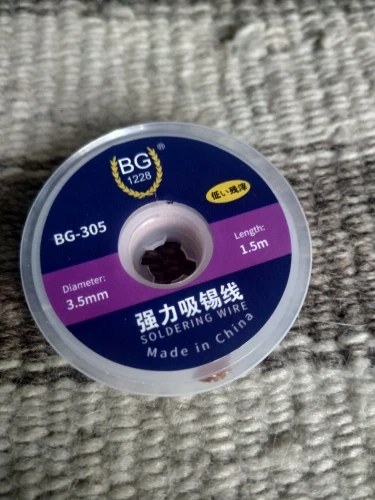 BG®
1228
低い残滓
BG-305
Diameter:
3.5mm
Length:
1.5m
强力吸锡线
SOLDERING WIRE
Made in China